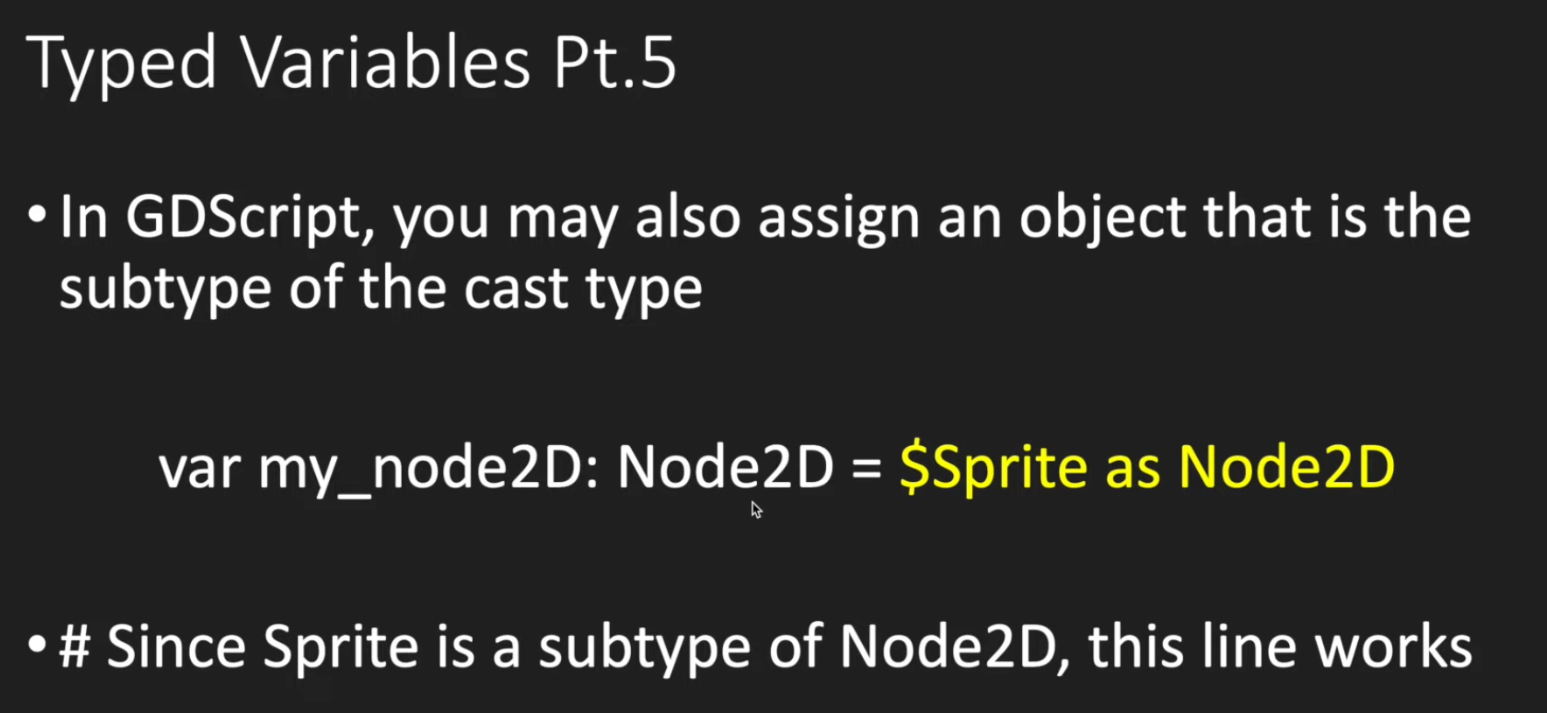 Typed Variables Pt.5
• In GDScript, you may also assign an object that is the
subtype of the cast type
var my_node2D: Node2D = $Sprite as Node2D
• # Since Sprite is a subtype of Node2D, this line works